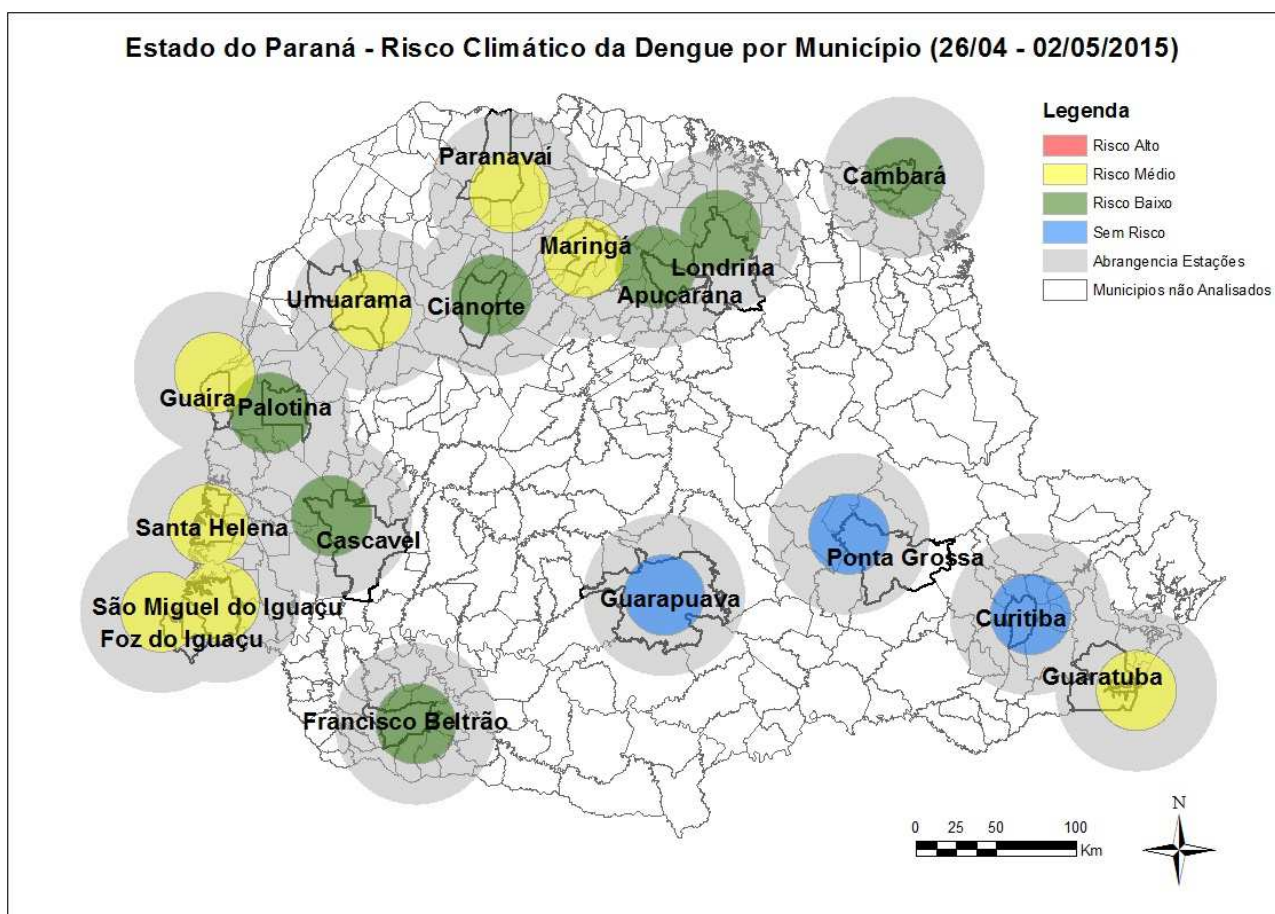 Estado do Paraná - Risco Climático da Dengue por Município (26/04 - 02/05/2015)
Legenda
Risco Alto
Risco Médio
Risco Baixo
Sem Risco
Abrangencia Estações
Municipios não Analisados
Paranavaí
Cambará
Maringá
Londrina
Apucarana
Umuarama
Cianorte
Guaíra
Palotina
Santa Helena
Cascavel
Ponta Grossa
Guarapuava
São Miguel do Iguaçu
Foz do Iguaçu
Curitiba
Guaratuba
Francisco Beltrão
N
0 25 50 100
Km